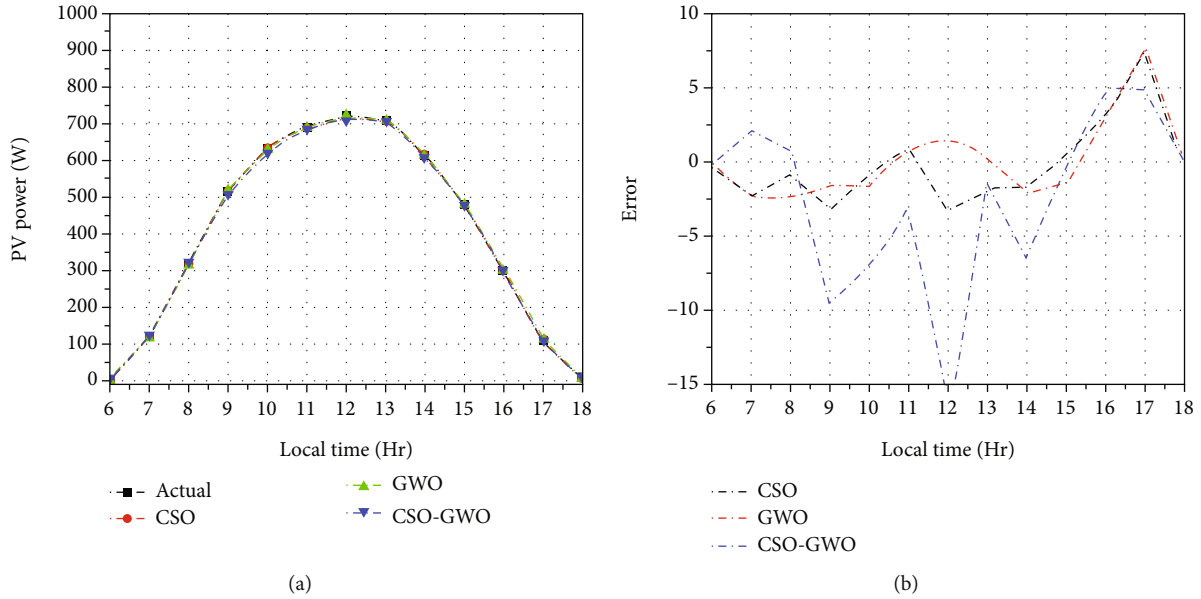 1000
900
800
700
600
500
400
300
200
100
0
PV power (W)
6 7 8 9 10 11 12 13 14 15 16 17 18
Local time (Hr)
Actual
CSO
GWO
CSO-GWO
(a)
10
5
0
−5
−10
−15
Error
6 7 8 9 10 11 12 13 14 15 16 17 18
Local time (Hr)
CSO
GWO
CSO-GWO
(b)